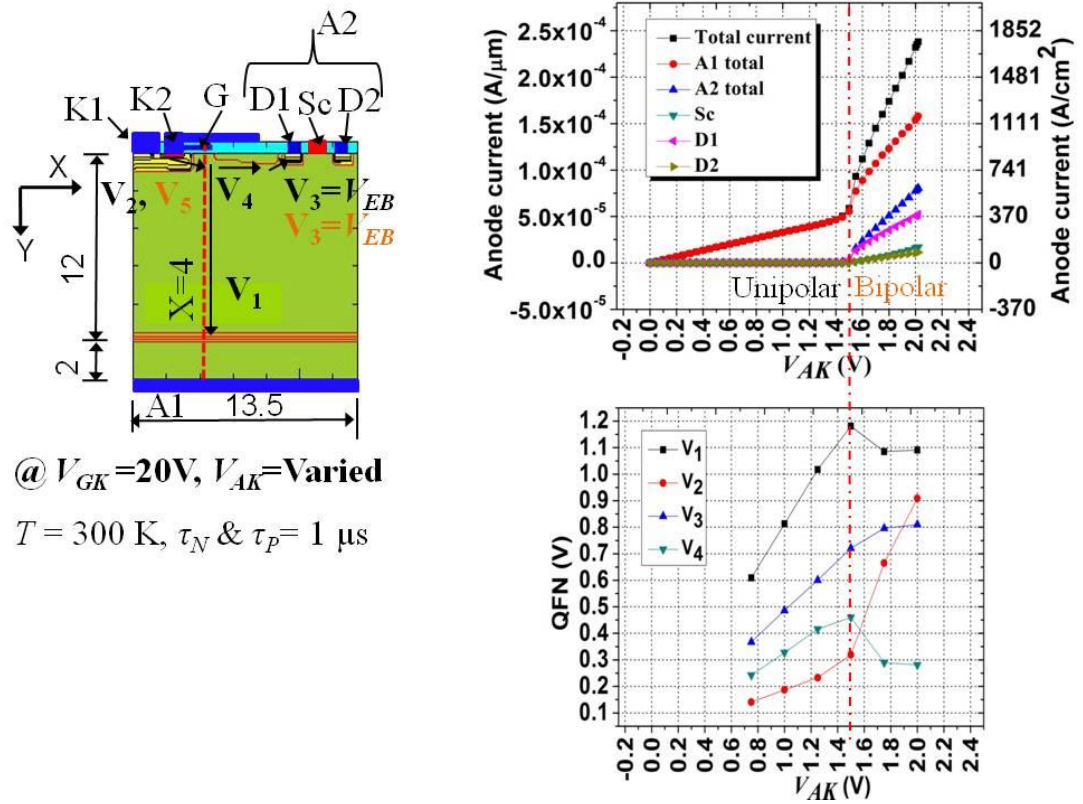 A2
K1 K2 G D1 Sc D2
X
Y
V2, V5 V4 V3=VEB
V3=VEB
12
X=4
V1
2
A1 13.5
@ VGK =20V, VAK=Varied
T = 300 K, τN & τP= 1 μs
Anode current (A/μm)
2.5x10-4
2.0x10-4
1.5x10-4
1.0x10-4
5.0x10-5
0.0
-5.0x10-5
Total current
A1 total
A2 total
Sc
D1
D2
Unipolar Bipolar
1852
1481
1111
741
370
0
-370
Anode current (A/cm2)
-0.2 0.0 0.2 0.4 0.6 0.8 1.0 1.2 1.4 1.6 1.8 2.0 2.2 2.4
VAK (V)
QFN (V)
1.2
1.1
1.0
0.9
0.8
0.7
0.6
0.5
0.4
0.3
0.2
0.1
V1
V2
V3
V4
-0.2 0.0 0.2 0.4 0.6 0.8 1.0 1.2 1.4 1.6 1.8 2.0 2.2 2.4
VAK (V)